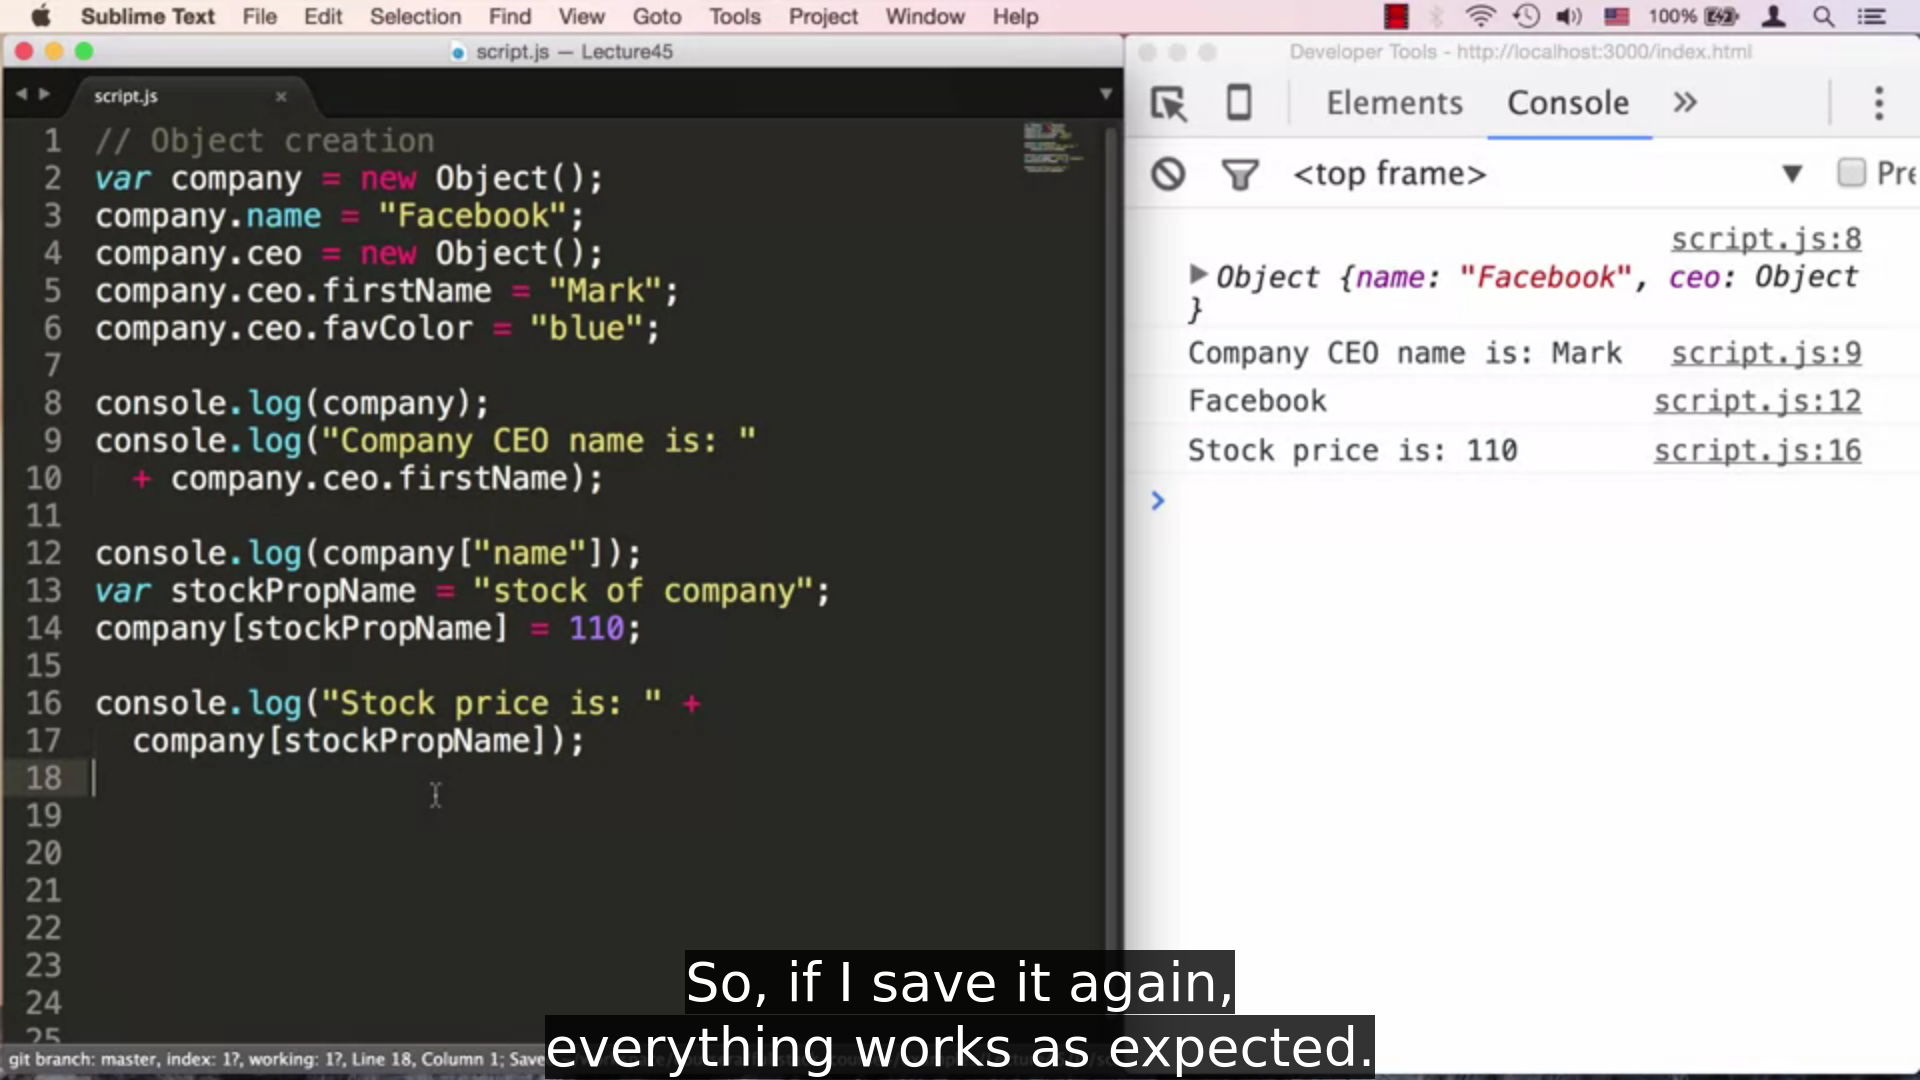 Sublime Text File Edit Selection Find View Goto Tools Project Window Help 100%
script.js — Lecture45
script.js
1 // Object creation
2 var company = new Object();
3 company.name = "Facebook";
4 company.ceo = new Object();
5 company.ceo.firstName = "Mark";
6 company.ceo.favColor = "blue";
7
8 console.log(company);
9 console.log("Company CEO name is: "
10 + company.ceo.firstName);
11
12 console.log(company["name"]);
13 var stockPropName = "stock of company";
14 company[stockPropName] = 110;
15
16 console.log("Stock price is: " +
17 company[stockPropName]);
18
19
20
21
22
23
24
25
git branch: master, index: 1?, working: 1?, Line 18, Column 1; Save
Developer Tools - http://localhost:3000/index.html
Elements Console »
<top frame> ▼ Pre
script.js:8
Object {name: "Facebook", ceo: Object
}
Company CEO name is: Mark script.js:9
Facebook script.js:12
Stock price is: 110 script.js:16
So, if I save it again,
everything works as expected.